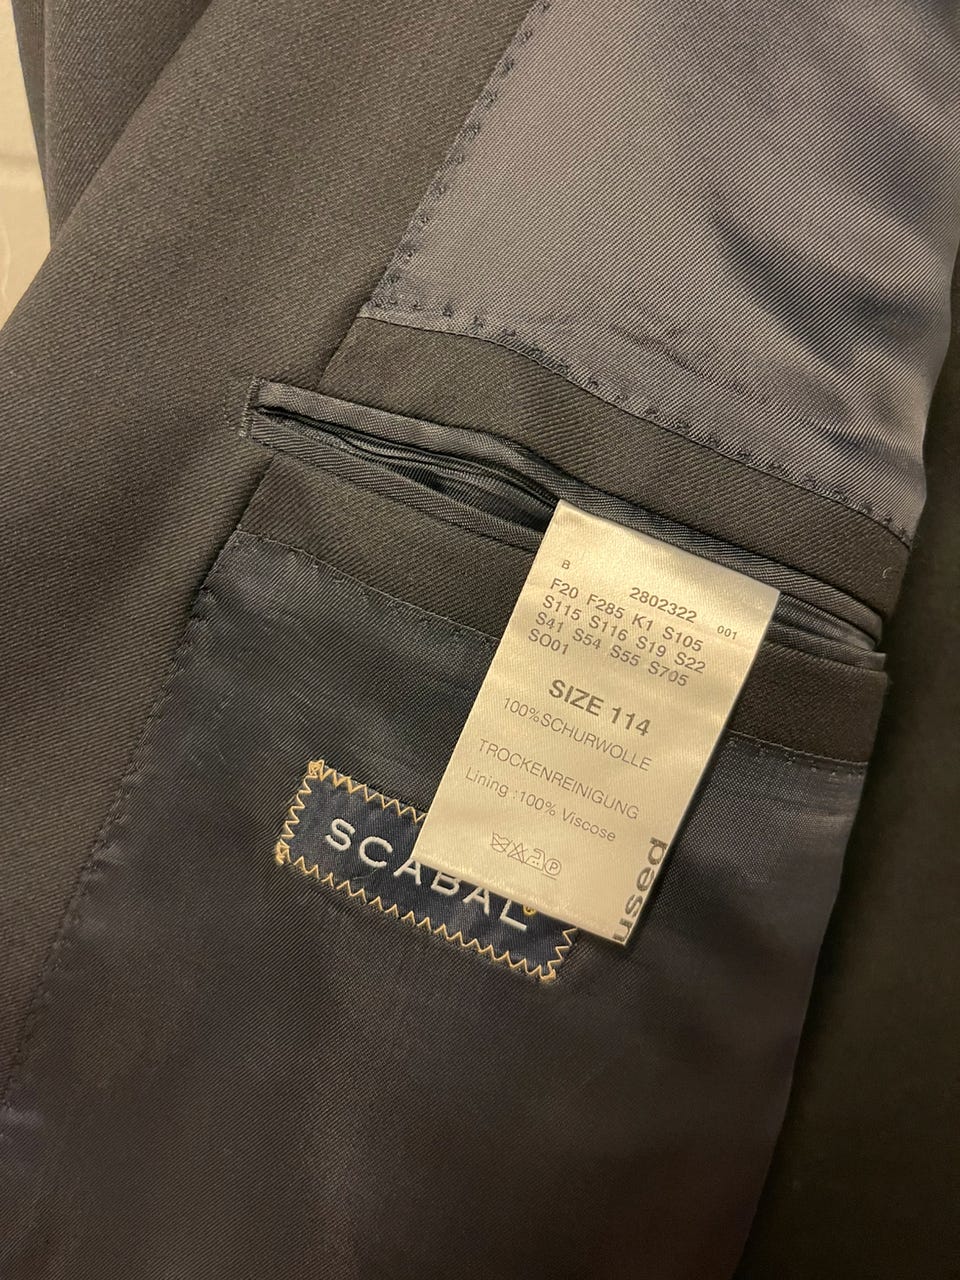 B
2802322 001
F20 F285 K1 S105
S115 S116 S19 S22
S41 S54 S55 S705
SO01
SIZE 114
100%SCHURWOLLE
TROCKENREINIGUNG
Lining :100% Viscose
P
used
SCABAL